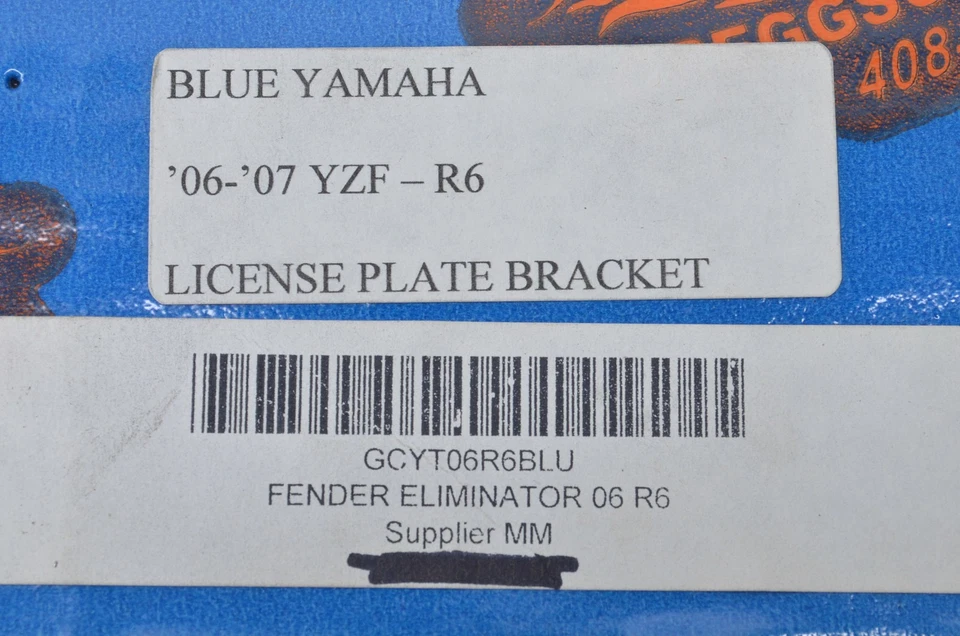 408-
BLUE YAMAHA
’06-’07 YZF – R6
LICENSE PLATE BRACKET
GCYT06R6BLU
FENDER ELIMINATOR 06 R6
Supplier MM